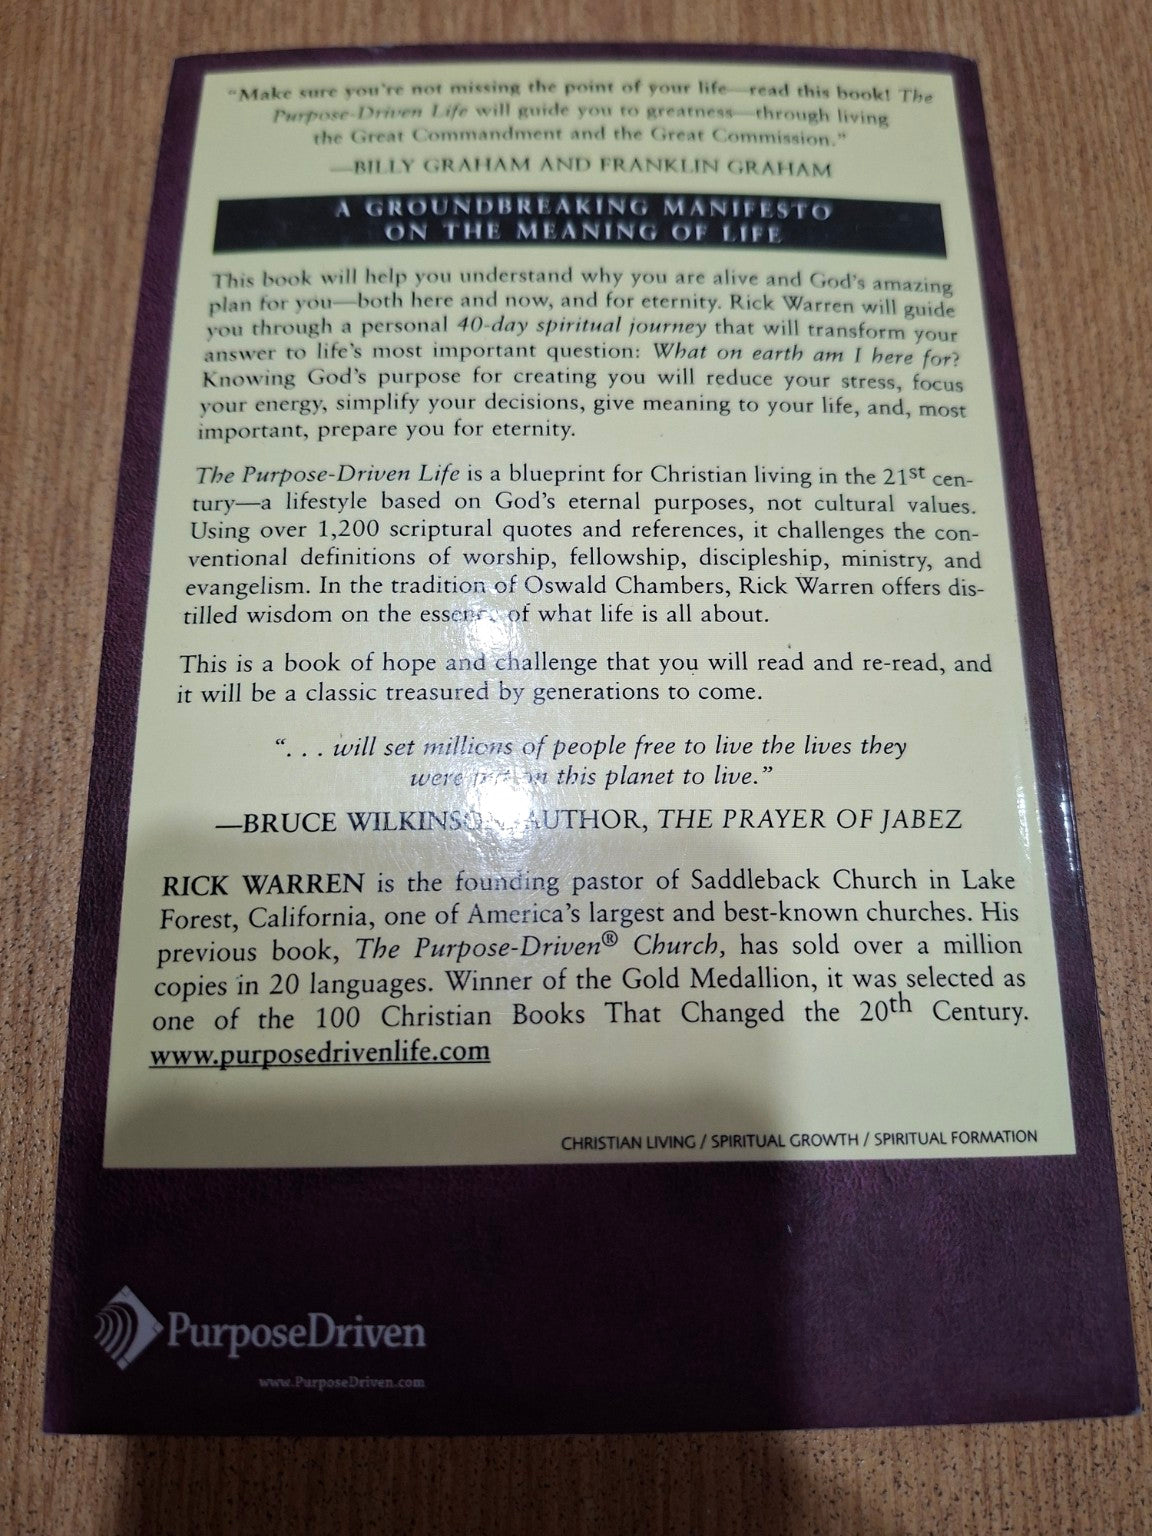 "Make sure you're not missing the point of your life—read this book! The
Purpose-Driven Life will guide you to greatness—through living
the Great Commandment and the Great Commission."
—BILLY GRAHAM AND FRANKLIN GRAHAM
A GROUNDBREAKING MANIFESTO
ON THE MEANING OF LIFE
This book will help you understand why you are alive and God's amazing
plan for you—both here and now, and for eternity. Rick Warren will guide
you through a personal 40-day spiritual journey that will transform your
answer to life's most important question: What on earth am I here for?
Knowing God's purpose for creating you will reduce your stress, focus
your energy, simplify your decisions, give meaning to your life, and, most
important, prepare you for eternity.
The Purpose-Driven Life is a blueprint for Christian living in the 21st cen-
tury—a lifestyle based on God's eternal purposes, not cultural values.
Using over 1,200 scriptural quotes and references, it challenges the con-
ventional definitions of worship, fellowship, discipleship, ministry, and
evangelism. In the tradition of Oswald Chambers, Rick Warren offers dis-
tilled wisdom on the essence of what life is all about.
This is a book of hope and challenge that you will read and re-read, and
it will be a classic treasured by generations to come.
". . . will set millions of people free to live the lives they
were put on this planet to live."
—BRUCE WILKINSON, AUTHOR, THE PRAYER OF JABEZ
RICK WARREN is the founding pastor of Saddleback Church in Lake
Forest, California, one of America's largest and best-known churches. His
previous book, The Purpose-Driven® Church, has sold over a million
copies in 20 languages. Winner of the Gold Medallion, it was selected as
one of the 100 Christian Books That Changed the 20th Century.
www.purposedrivenlife.com
CHRISTIAN LIVING / SPIRITUAL GROWTH / SPIRITUAL FORMATION
PurposeDriven
www.PurposeDriven.com